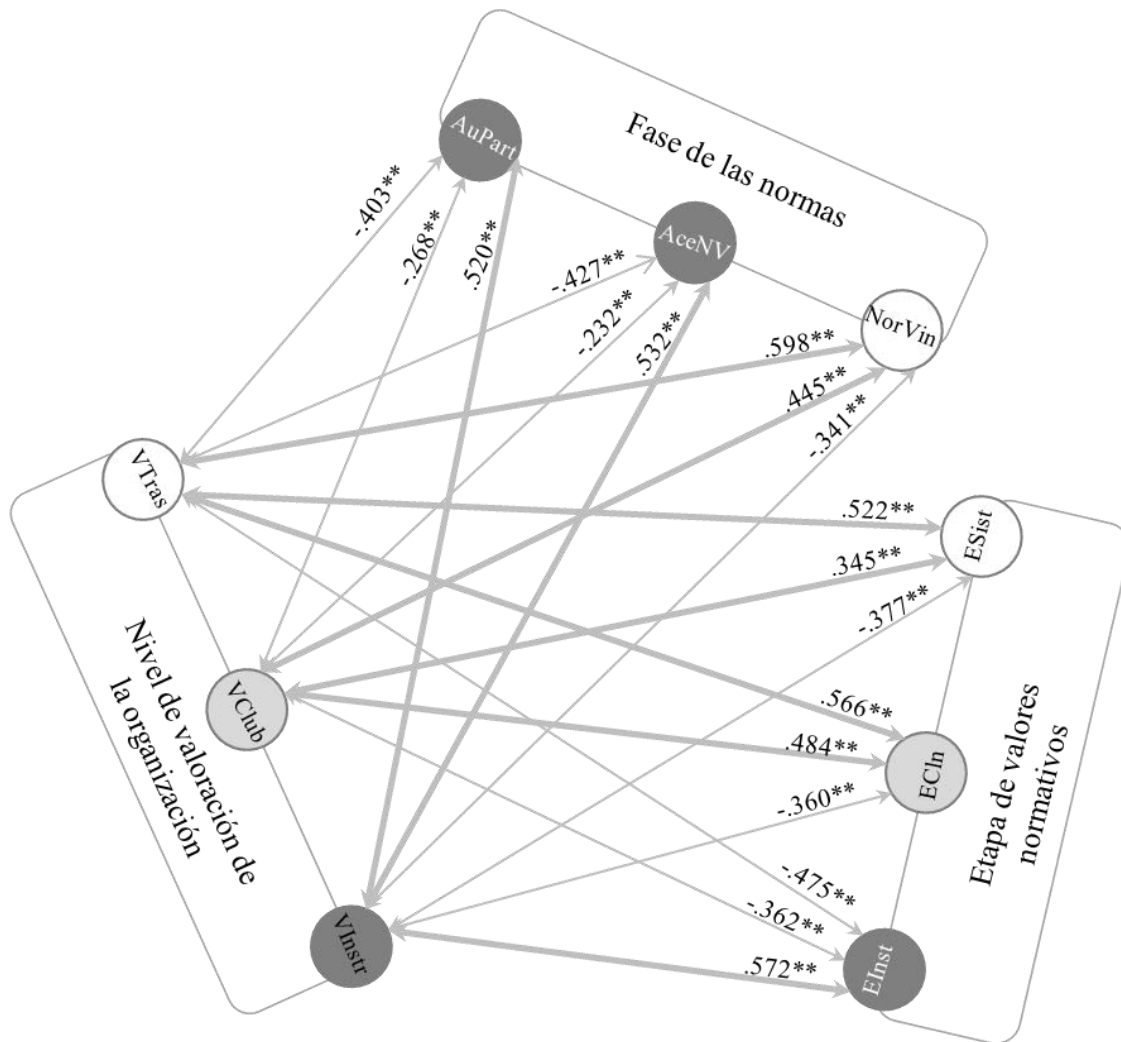 Fase de las normas
AuPart
AceNV
NorVin
-.403**
-.268**
.520**
-.427**
-.232**
.532**
.598**
.445**
-.341**
Nivel de valoración de
la organización
VTras
VClub
VInstr
Etapa de valores
normativos
ESist
ECln
EInst
.522**
.345**
-.377**
.566**
.484**
-.360**
-.475**
-.362**
.572**